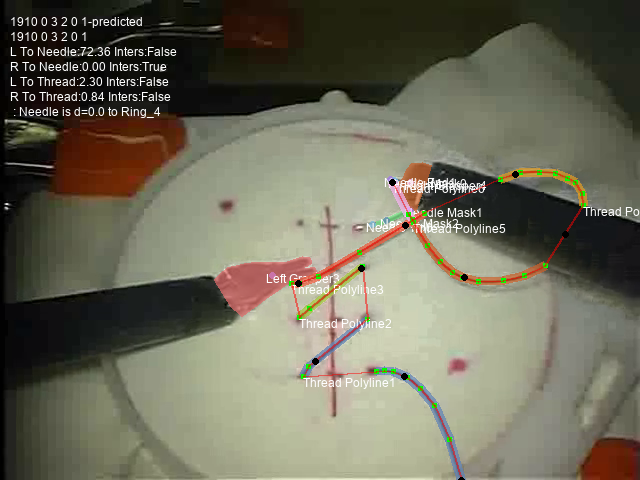 1910 0 3 2 0 1-predicted
1910 0 3 2 0 1
L To Needle:72.36 Inters:False
R To Needle:0.00 Inters:True
L To Thread:2.30 Inters:False
R To Thread:0.84 Inters:False
: Needle is d=0.0 to Ring_4
Thread Polyline6
Needle Mask1
Thread Po
Thread Polyline5
Left Grasper3
Thread Polyline3
Thread Polyline2
Thread Polyline1